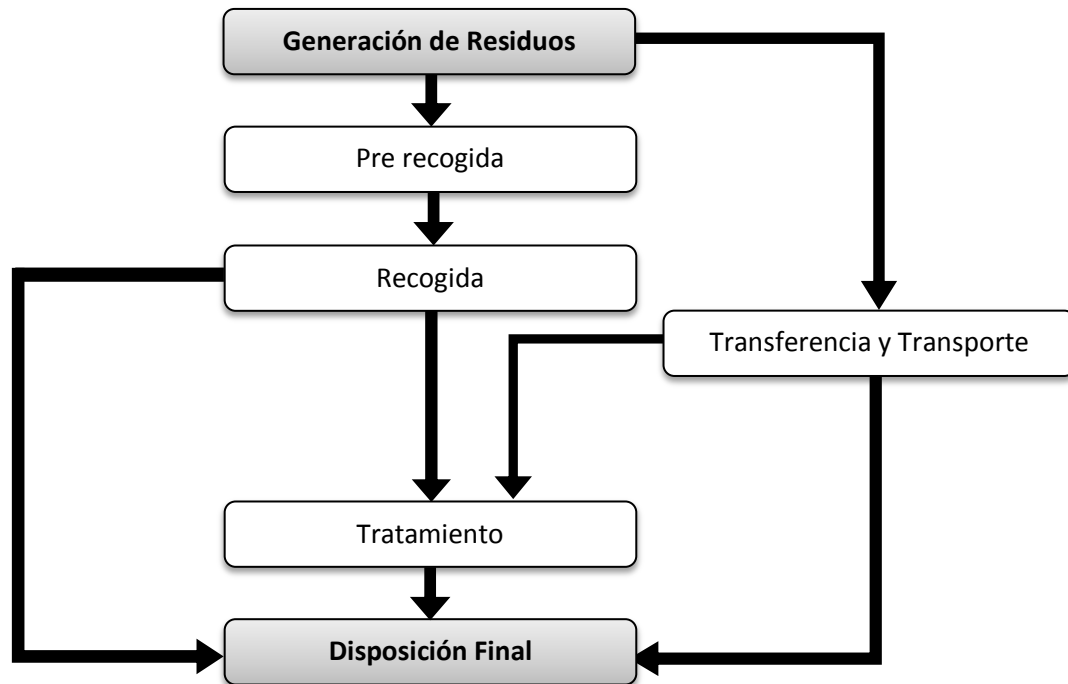 Generación de Residuos
Pre recogida
Recogida
Transferencia y Transporte
Tratamiento
Disposición Final